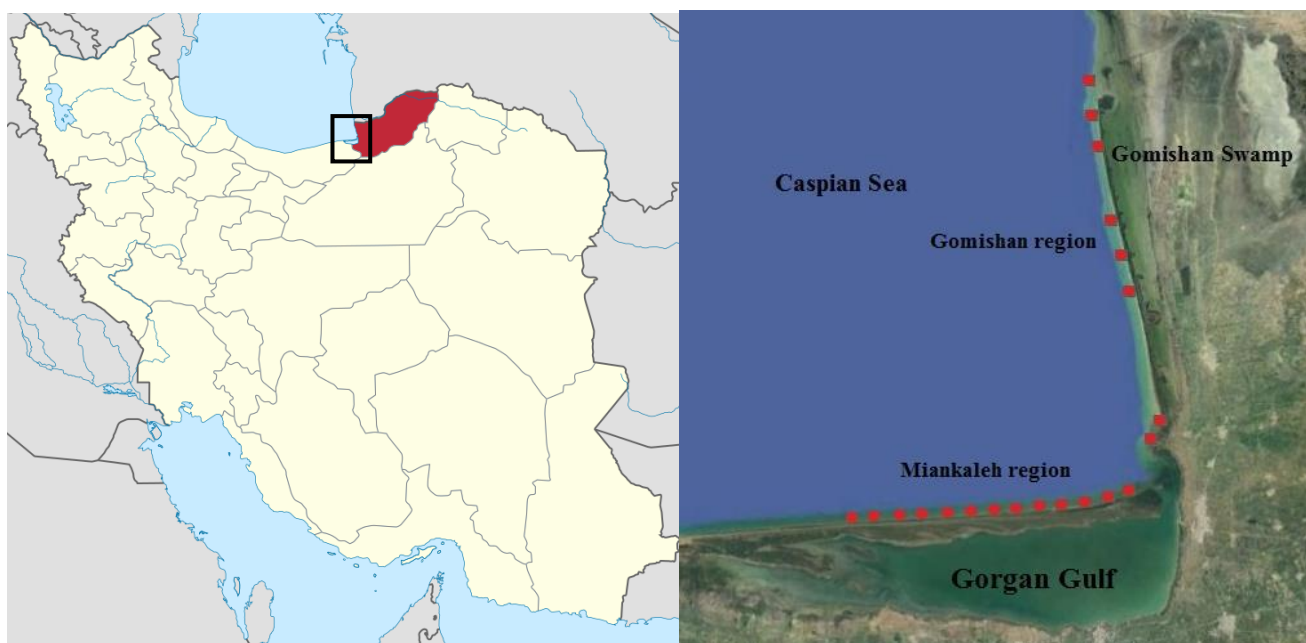 Gomishan Swamp
Caspian Sea
Gomishan region
Miankaleh region
Gorgan Gulf